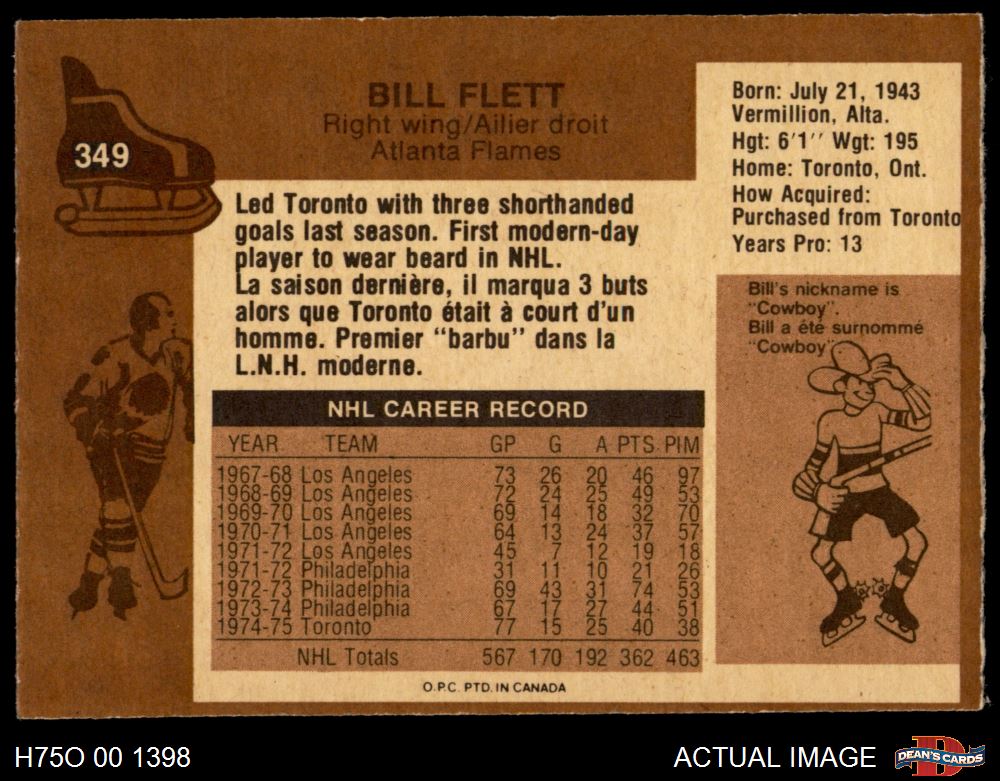 349
BILL FLETT
Right wing/Ailier droit
Atlanta Flames
Born: July 21, 1943
Vermillion, Alta.
Hgt: 6'1'' Wgt: 195
Home: Toronto, Ont.
How Acquired:
Purchased from Toronto
Years Pro: 13
Led Toronto with three shorthanded
goals last season. First modern-day
player to wear beard in NHL.
La saison dernière, il marqua 3 buts
alors que Toronto était à court d'un
homme. Premier "barbu" dans la
L.N.H. moderne.
Bill's nickname is
"Cowboy".
Bill a été surnommé
"Cowboy"
NHL CAREER RECORD
YEAR TEAM GP G A PTS PIM
1967-68 Los Angeles 73 26 20 46 97
1968-69 Los Angeles 72 24 25 49 53
1969-70 Los Angeles 69 14 18 32 70
1970-71 Los Angeles 64 13 24 37 57
1971-72 Los Angeles 45 7 12 19 18
1971-72 Philadelphia 31 11 10 21 26
1972-73 Philadelphia 69 43 31 74 53
1973-74 Philadelphia 67 17 27 44 51
1974-75 Toronto 77 15 25 40 38
NHL Totals 567 170 192 362 463
O.P.C. PTD. IN CANADA
H75O 00 1398
ACTUAL IMAGE
D
DEAN'S CARDS